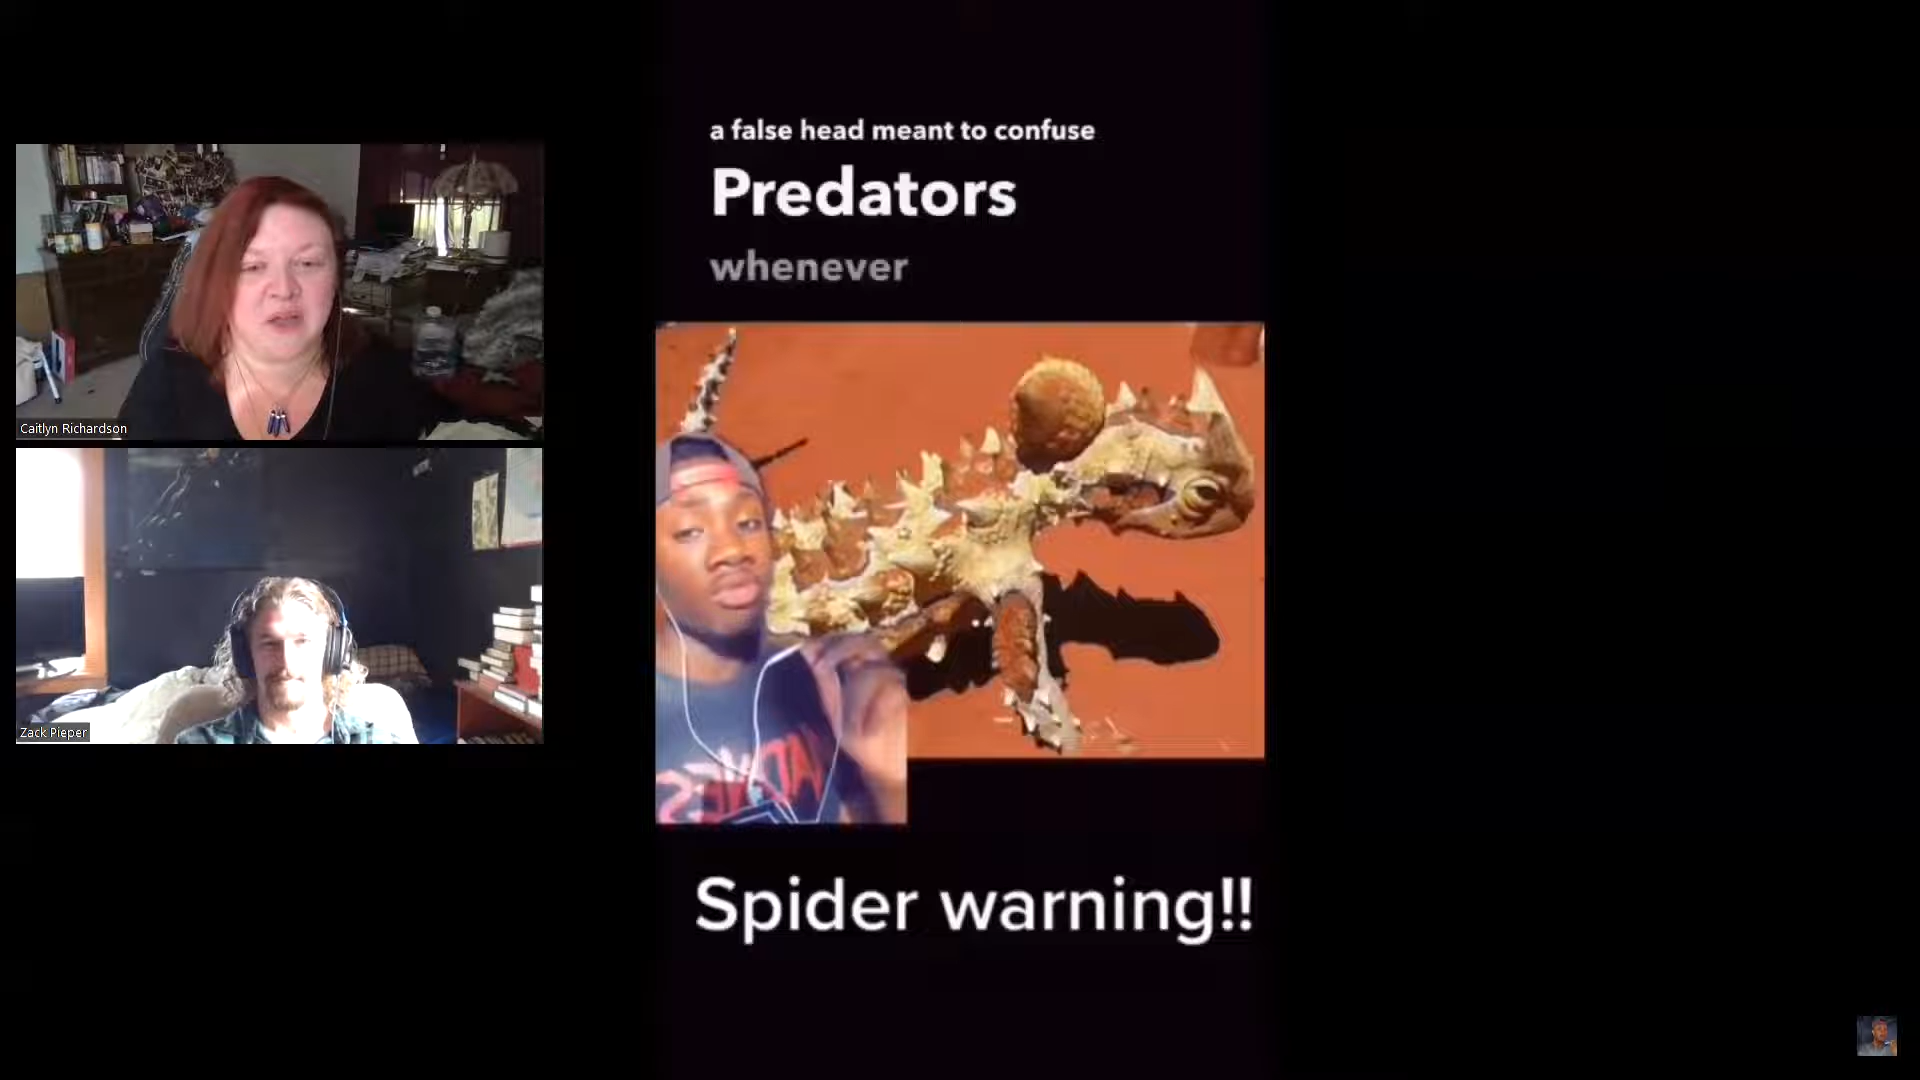 a false head meant to confuse
Predators
whenever
Caitlyn Richardson
Zack Pieper
Spider warning!!